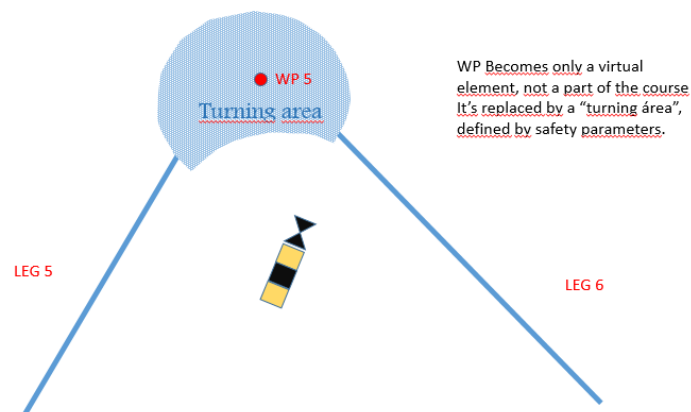 WP 5
Turning area
WP Becomes only a virtual
element, not a part of the course
It’s replaced by a “turning área”,
defined by safety parameters.
LEG 5
LEG 6